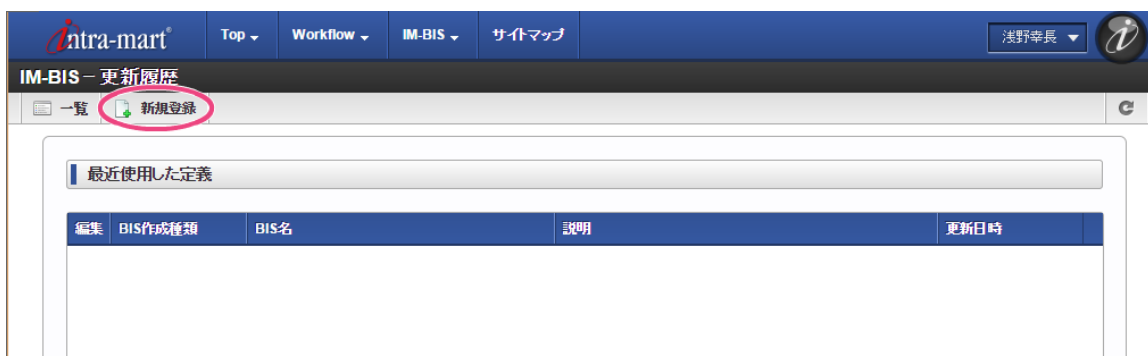 intra-mart® Top Workflow IM-BIS サイトマップ 浅野幸長
IM-BIS － 更新履歴
一覧 新規登録
最近使用した定義
編集 BIS作成種類 BIS名 説明 更新日時